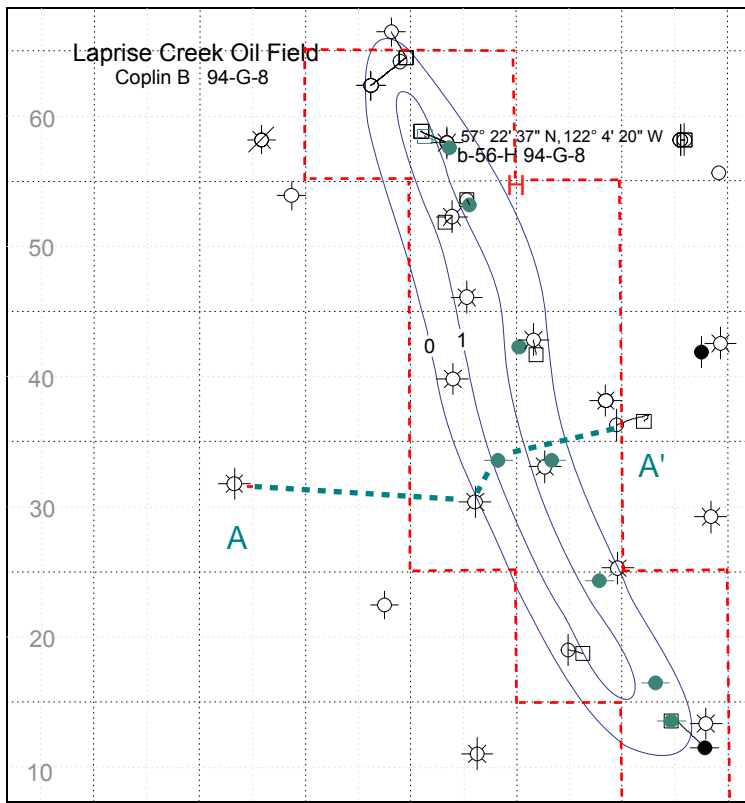 Laprise Creek Oil Field
Coplin B 94-G-8
60
57° 22' 37" N, 122° 4' 20" W
b-56-H 94-G-8
H
50
0 1
40
A'
30
A
20
10